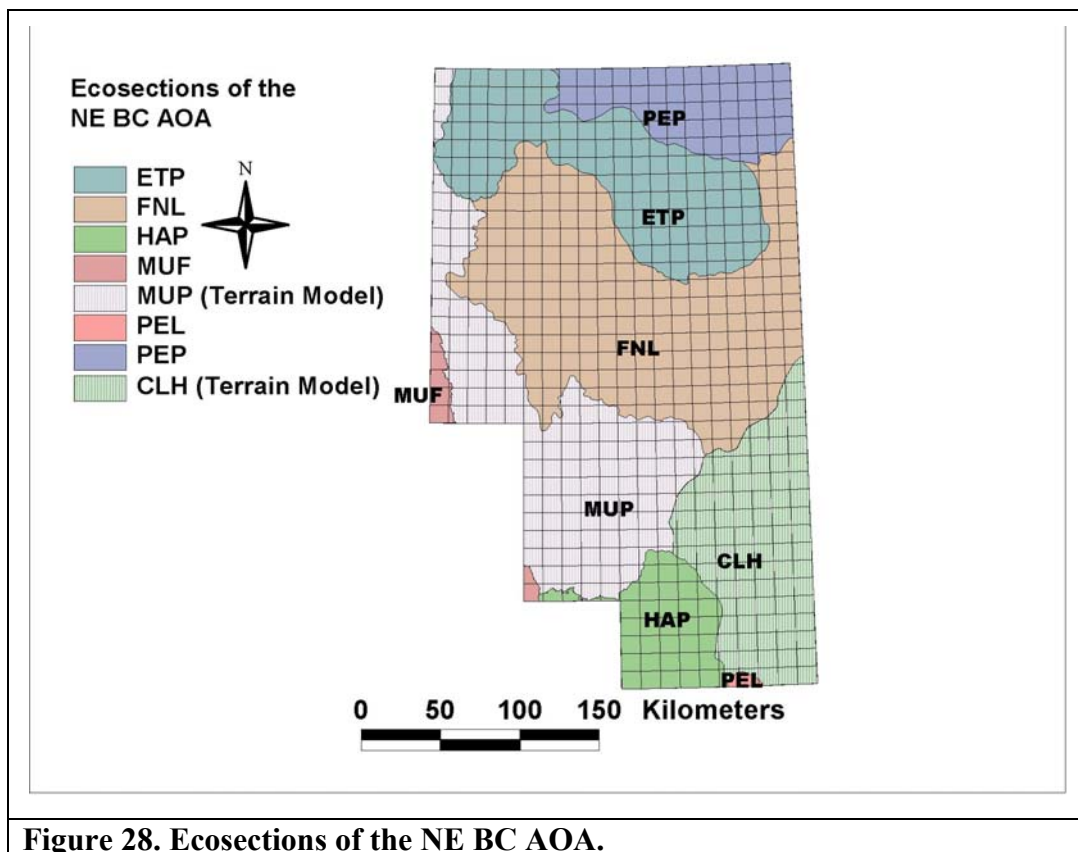 Ecosections of the
NE BC AOA
N
ETP
FNL
HAP
MUF
MUP (Terrain Model)
PEL
PEP
CLH (Terrain Model)
PEP
ETP
FNL
MUF
MUP
CLH
HAP
PEL
0 50 100 150 Kilometers
Figure 28. Ecosections of the NE BC AOA.